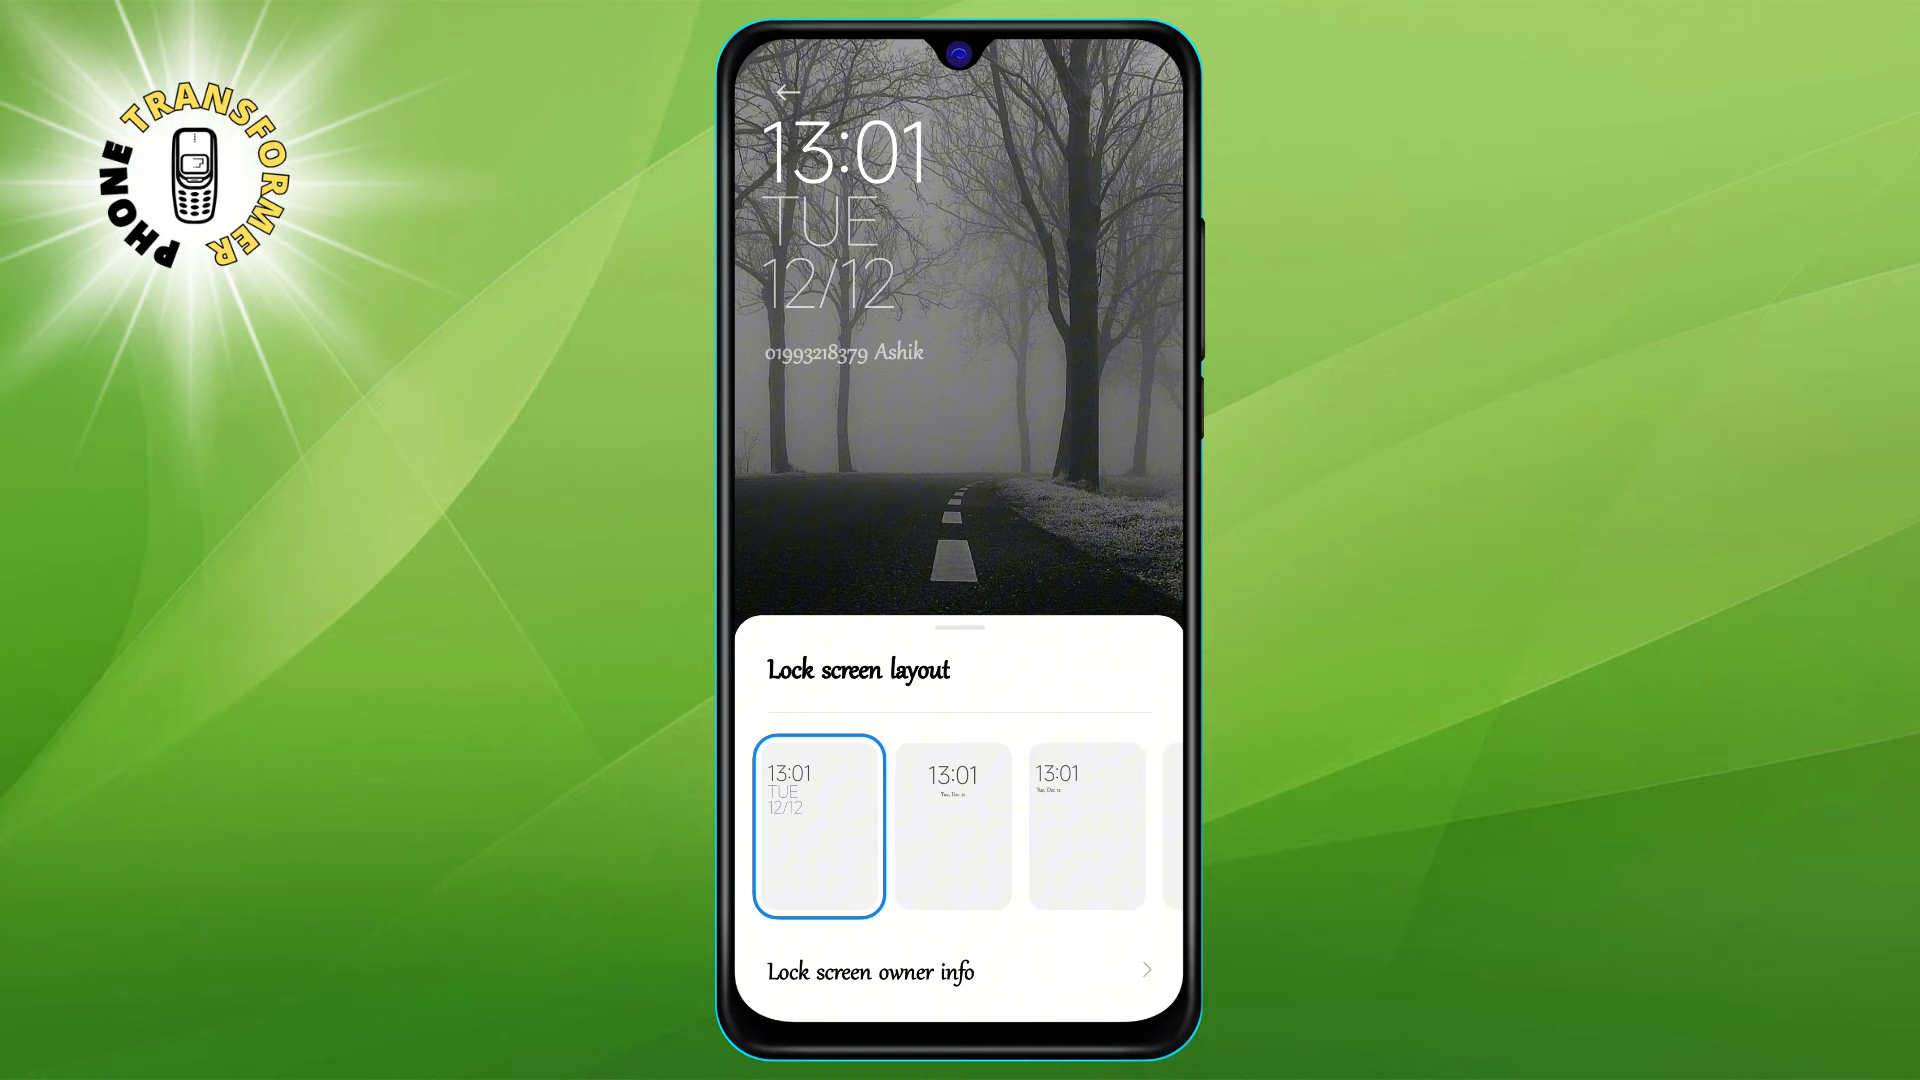 PHONE TRANSFORMER
13:01
TUE
12/12
01993218379 Ashik
Lock screen layout
13:01
TUE
12/12
13:01
Tue, Dec 12
13:01
Tue, Dec 12
Lock screen owner info